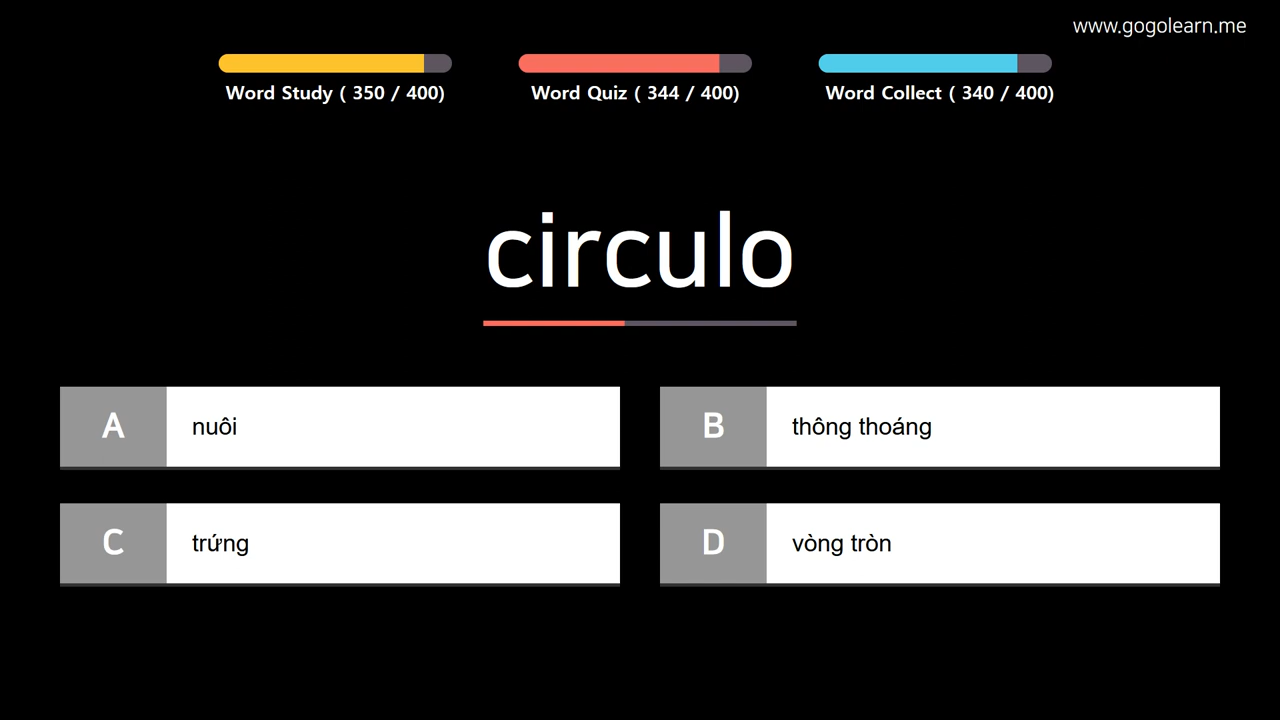 www.gogolearn.me
Word Study ( 350 / 400)
Word Quiz ( 344 / 400)
Word Collect ( 340 / 400)
circulo
A nuôi
B thông thoáng
C trứng
D vòng tròn